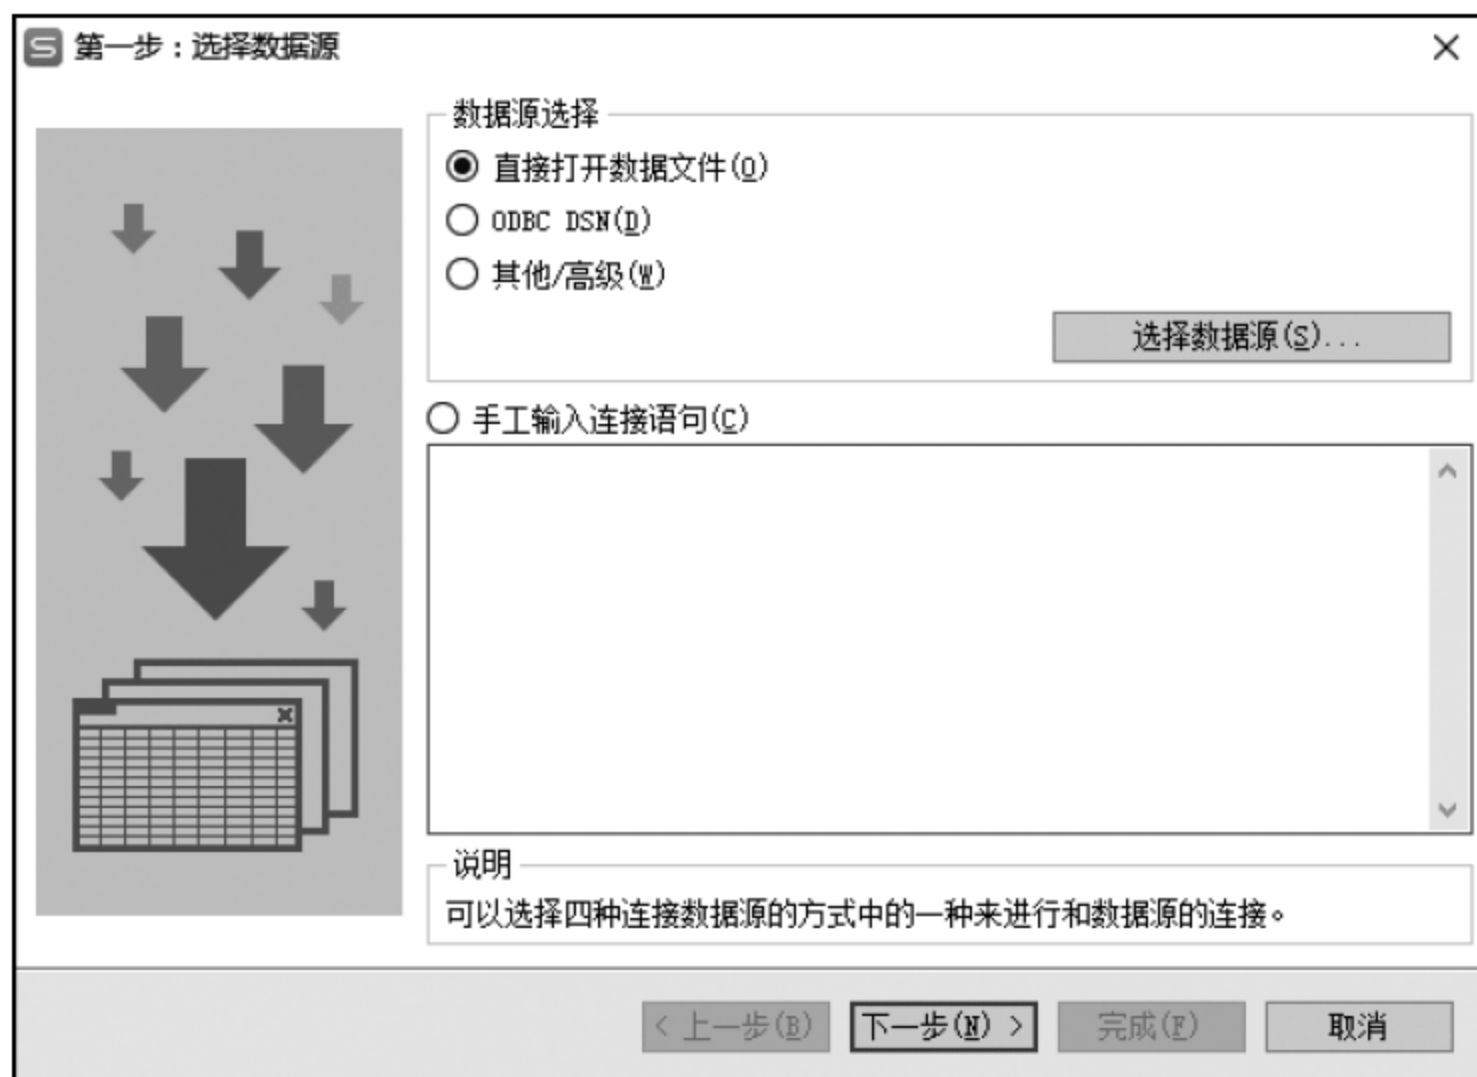 第一步：选择数据源
数据源选择
直接打开数据文件(O)
ODBC DSN(D)
其他/高级(W)
选择数据源(S)...
手工输入连接语句(C)
说明
可以选择四种连接数据源的方式中的一种来进行和数据源的连接。
< 上一步(B)
下一步(N) >
完成(F)
取消